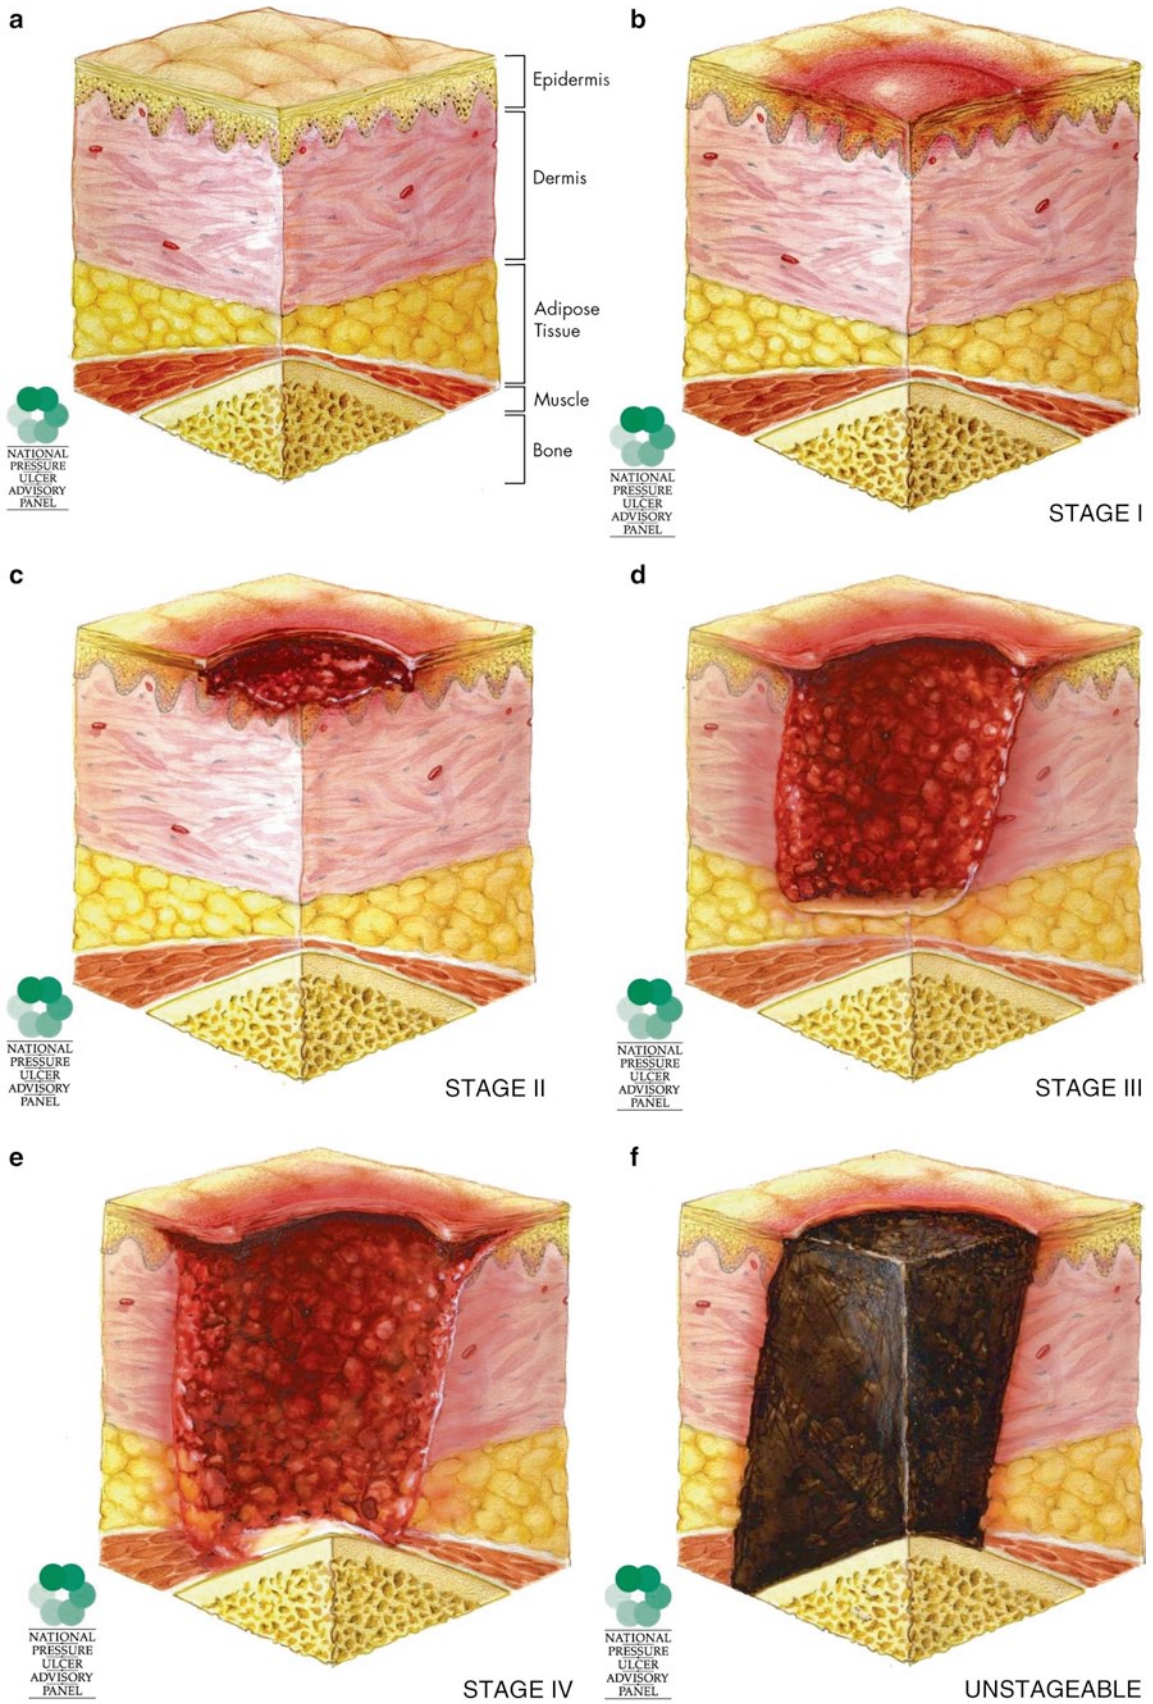 a
Epidermis
Dermis
Adipose
Tissue
Muscle
Bone
NATIONAL
PRESSURE
ULCER
ADVISORY
PANEL
b
NATIONAL
PRESSURE
ULCER
ADVISORY
PANEL
STAGE I
c
NATIONAL
PRESSURE
ULCER
ADVISORY
PANEL
STAGE II
d
NATIONAL
PRESSURE
ULCER
ADVISORY
PANEL
STAGE III
e
NATIONAL
PRESSURE
ULCER
ADVISORY
PANEL
STAGE IV
f
NATIONAL
PRESSURE
ULCER
ADVISORY
PANEL
UNSTAGEABLE